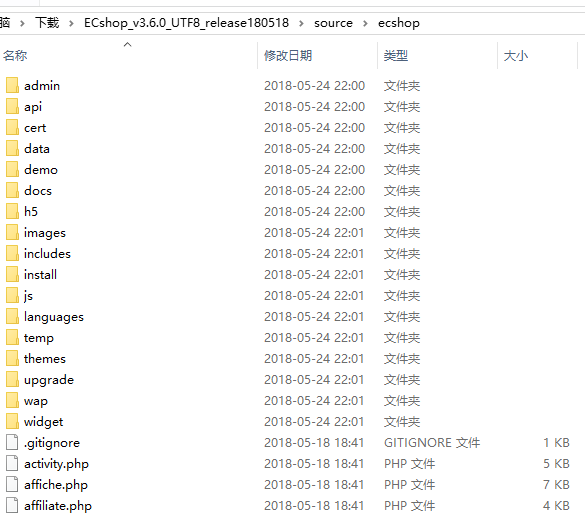 脑 > 下载 > ECshop_v3.6.0_UTF8_release180518 > source > ecshop
名称 修改日期 类型 大小
admin 2018-05-24 22:00 文件夹
api 2018-05-24 22:00 文件夹
cert 2018-05-24 22:00 文件夹
data 2018-05-24 22:00 文件夹
demo 2018-05-24 22:00 文件夹
docs 2018-05-24 22:00 文件夹
h5 2018-05-24 22:00 文件夹
images 2018-05-24 22:01 文件夹
includes 2018-05-24 22:01 文件夹
install 2018-05-24 22:01 文件夹
js 2018-05-24 22:01 文件夹
languages 2018-05-24 22:01 文件夹
temp 2018-05-24 22:01 文件夹
themes 2018-05-24 22:01 文件夹
upgrade 2018-05-24 22:01 文件夹
wap 2018-05-24 22:01 文件夹
widget 2018-05-24 22:01 文件夹
.gitignore 2018-05-18 18:41 GITIGNORE 文件 1 KB
activity.php 2018-05-18 18:41 PHP 文件 5 KB
affiche.php 2018-05-18 18:41 PHP 文件 7 KB
affiliate.php 2018-05-18 18:41 PHP 文件 4 KB